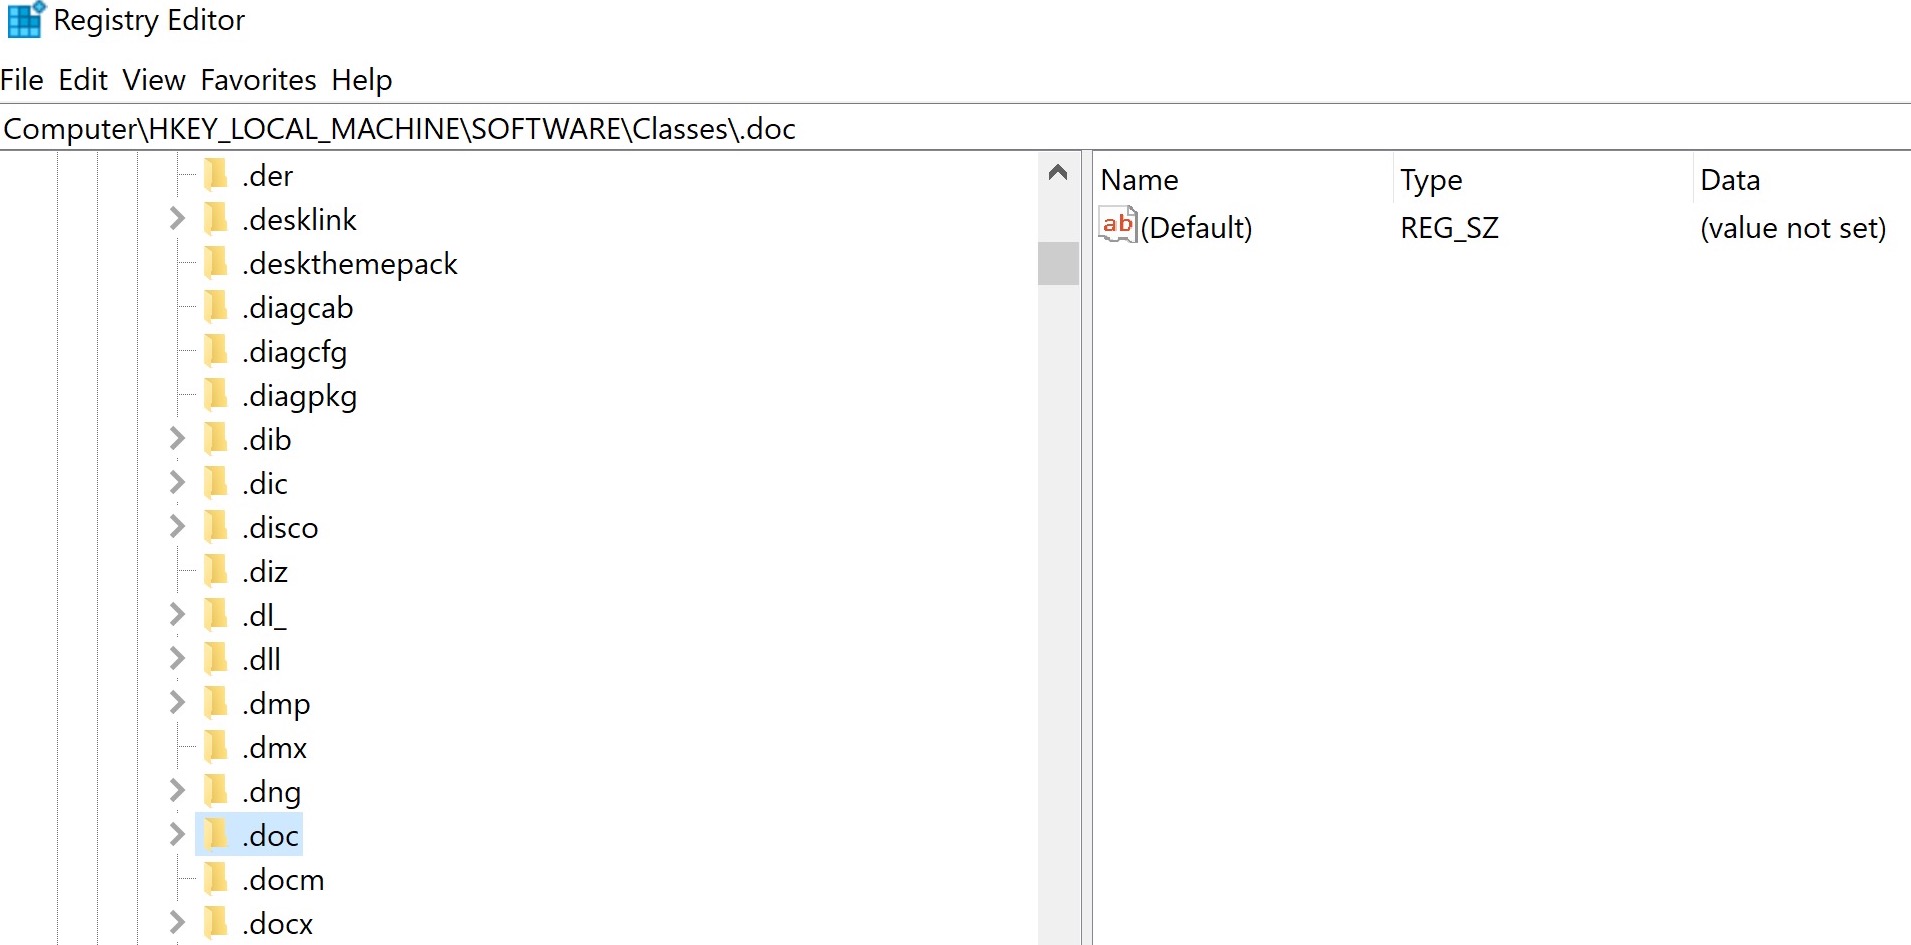 Registry Editor
File Edit View Favorites Help
Computer\HKEY_LOCAL_MACHINE\SOFTWARE\Classes\.doc
.der
.desklink
.deskthemepack
.diagcab
.diagcfg
.diagpkg
.dib
.dic
.disco
.diz
.dl_
.dll
.dmp
.dmx
.dng
.doc
.docm
.docx
Name Type Data
ab (Default) REG_SZ (value not set)